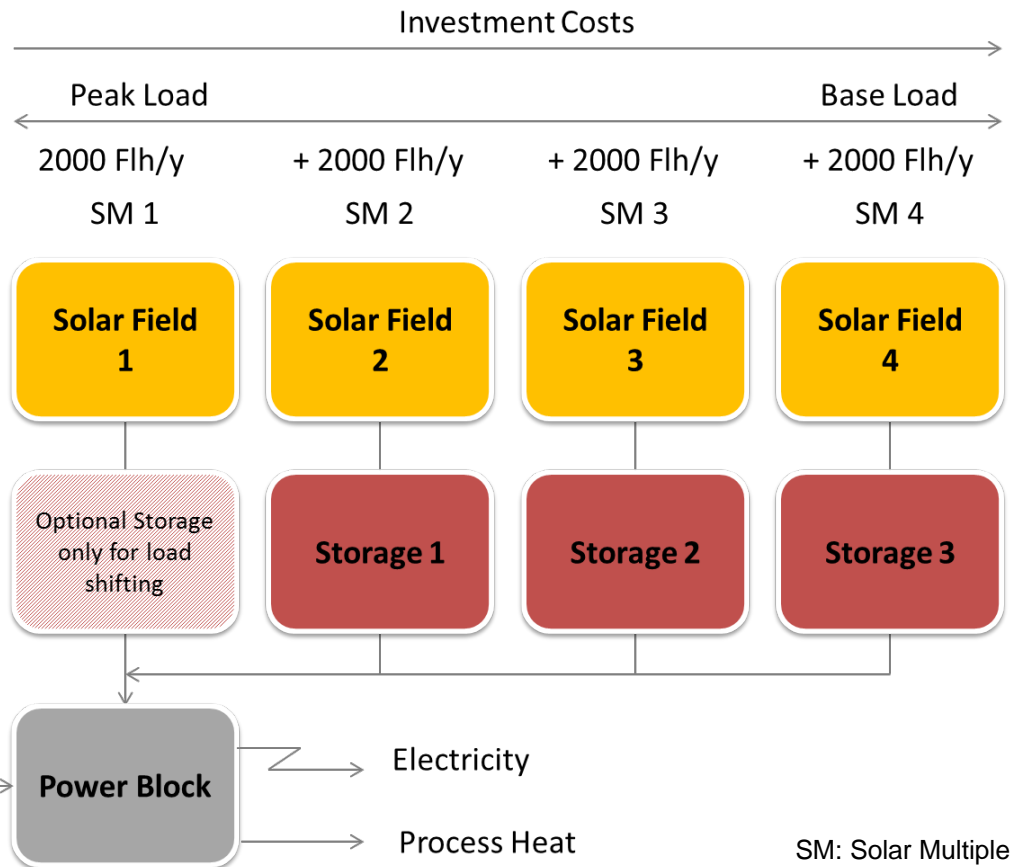 Investment Costs
Peak Load
Base Load
2000 Flh/y
+ 2000 Flh/y
+ 2000 Flh/y
+ 2000 Flh/y
SM 1
SM 2
SM 3
SM 4
Solar Field
1
Solar Field
2
Solar Field
3
Solar Field
4
Optional Storage
only for load
shifting
Storage 1
Storage 2
Storage 3
Power Block
Electricity
Process Heat
SM: Solar Multiple